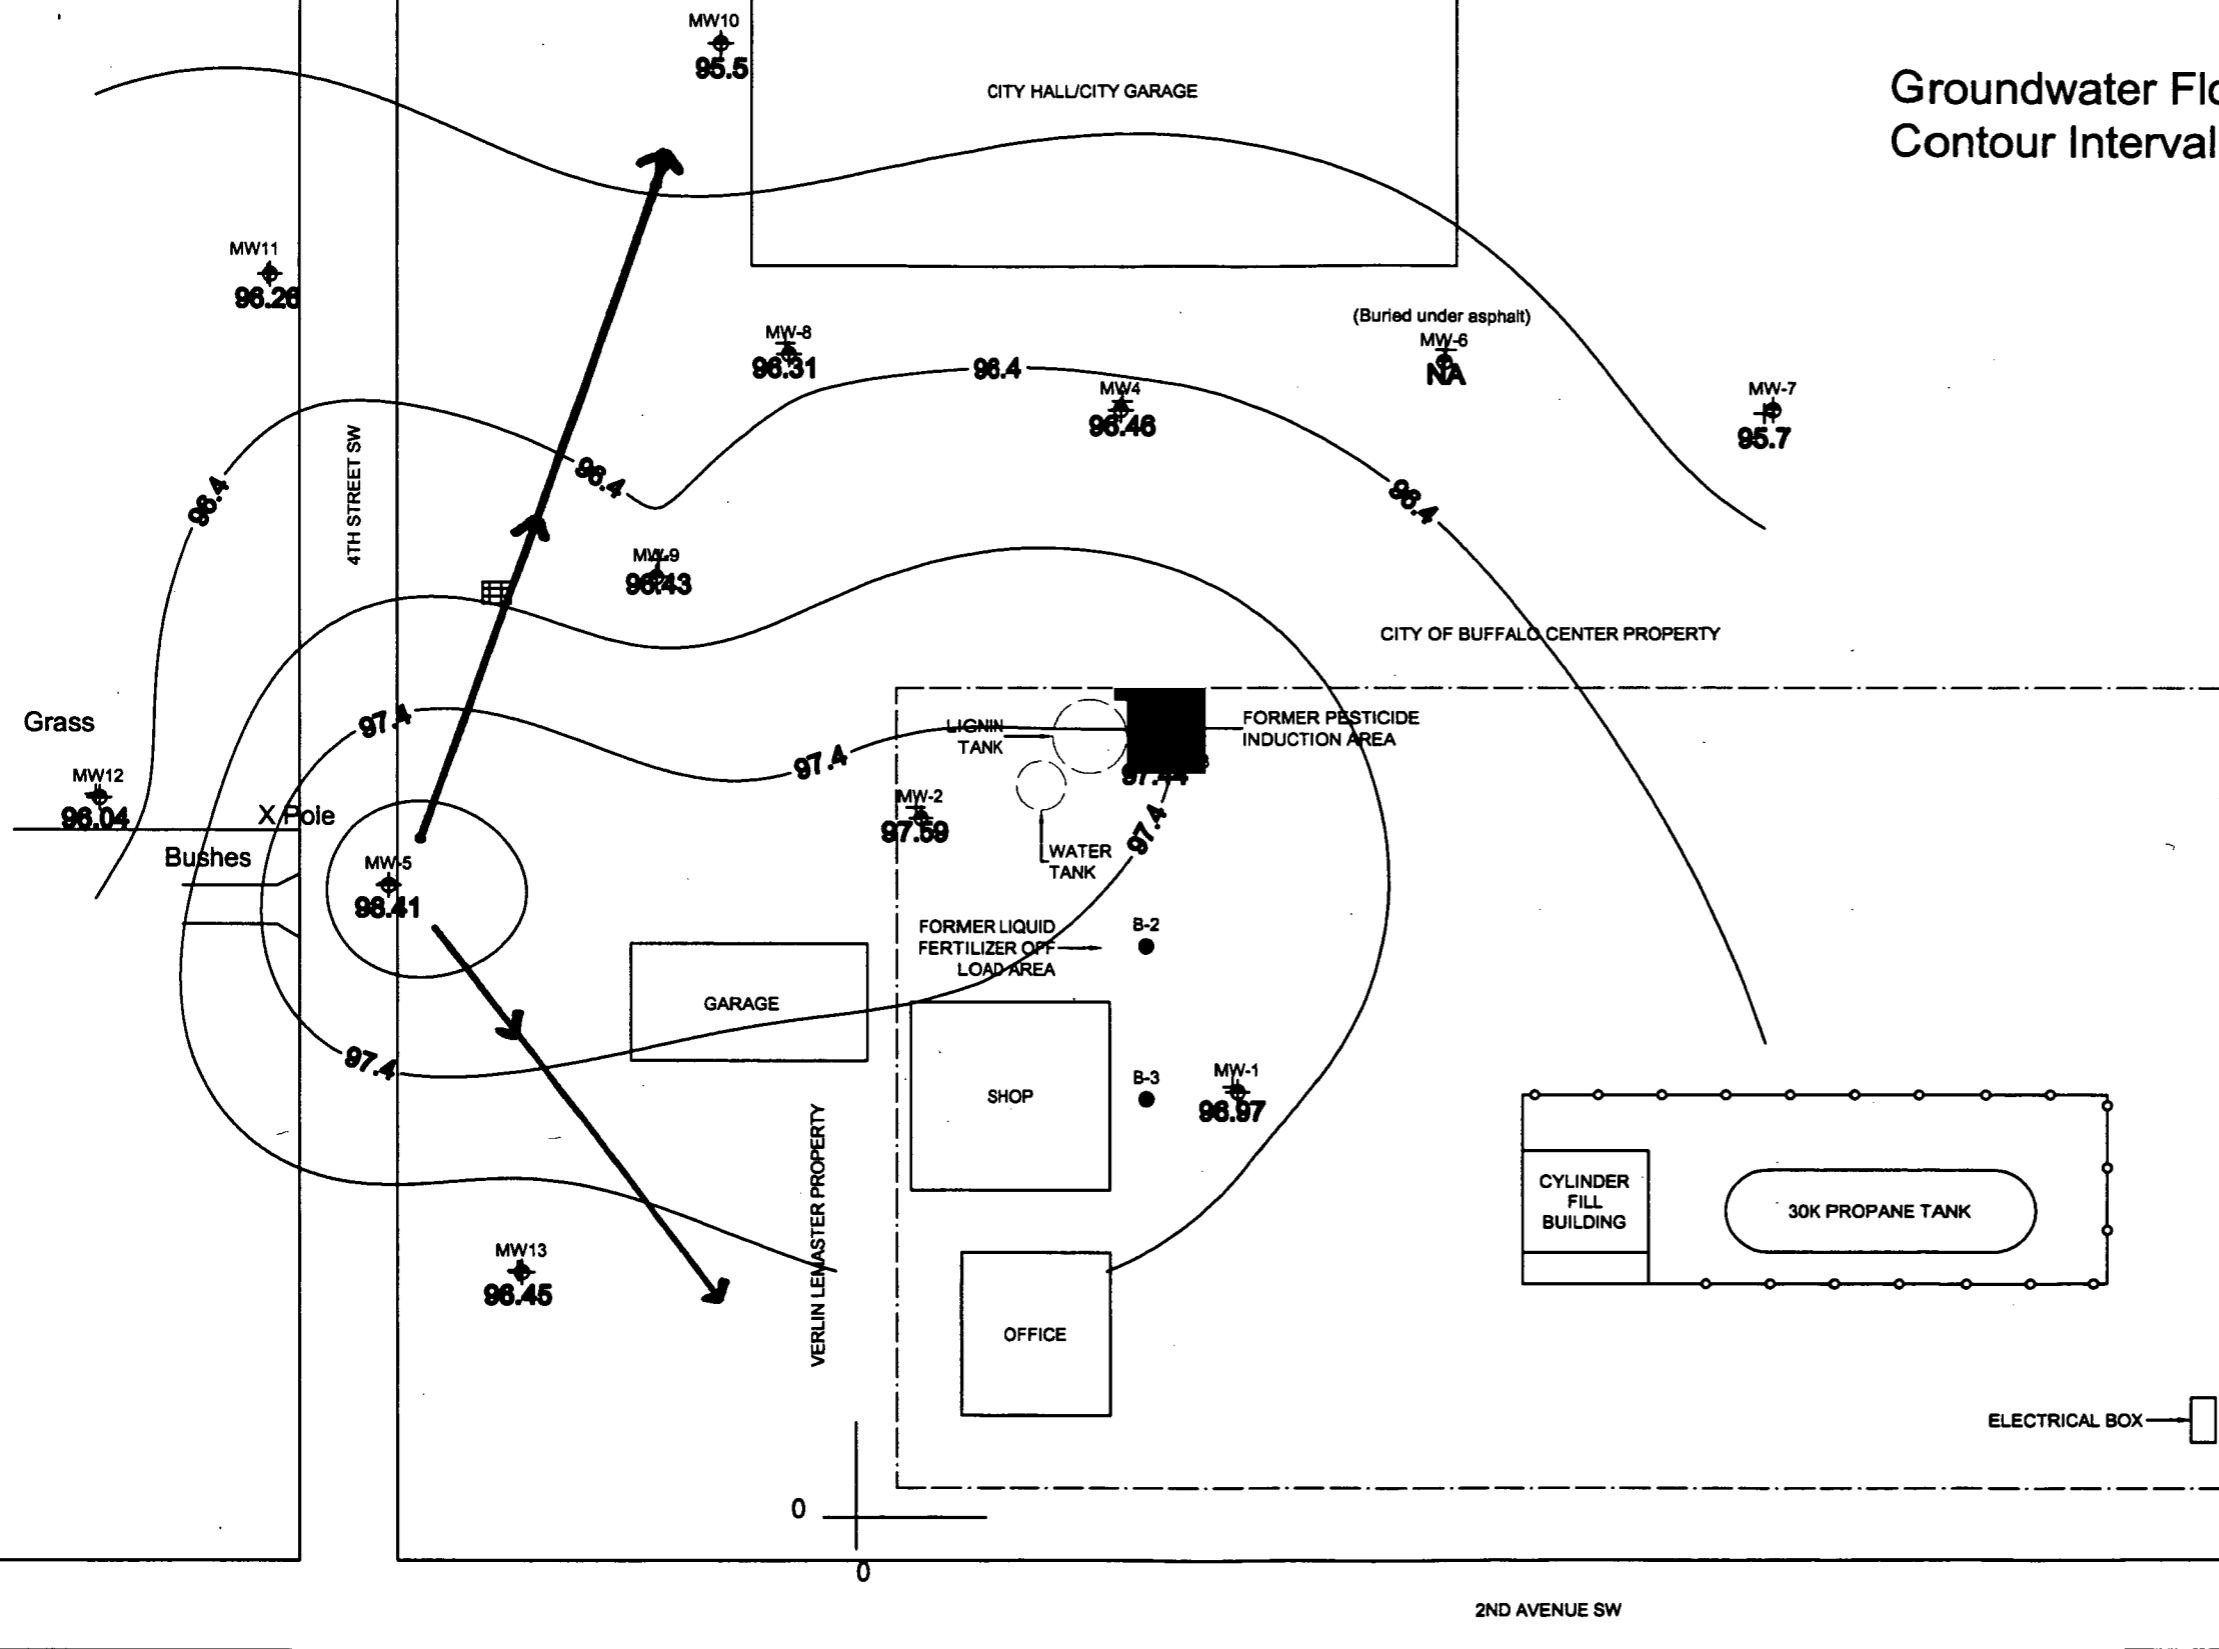 MW10
95.5
CITY HALL/CITY GARAGE
Groundwater Flo
Contour Interval
MW11
96.26
(Buried under asphalt)
MW-8
96.31
MW-6
NA
96.4
MW4
96.46
MW-7
95.7
4TH STREET SW
96.4
96.4
96.4
MW-9
96.43
CITY OF BUFFALO CENTER PROPERTY
Grass
97.4
LIGNIN
TANK
FORMER PESTICIDE
INDUCTION AREA
97.4
97.44
MW12
96.04
X Pole
MW-2
97.59
97.4
Bushes
WATER
TANK
MW-5
98.41
FORMER LIQUID
FERTILIZER OFF
LOAD AREA
B-2
GARAGE
97.4
SHOP
B-3
MW-1
96.97
VERLIN LEMASTER PROPERTY
CYLINDER
FILL
BUILDING
30K PROPANE TANK
MW13
96.45
OFFICE
ELECTRICAL BOX
0
0
2ND AVENUE SW